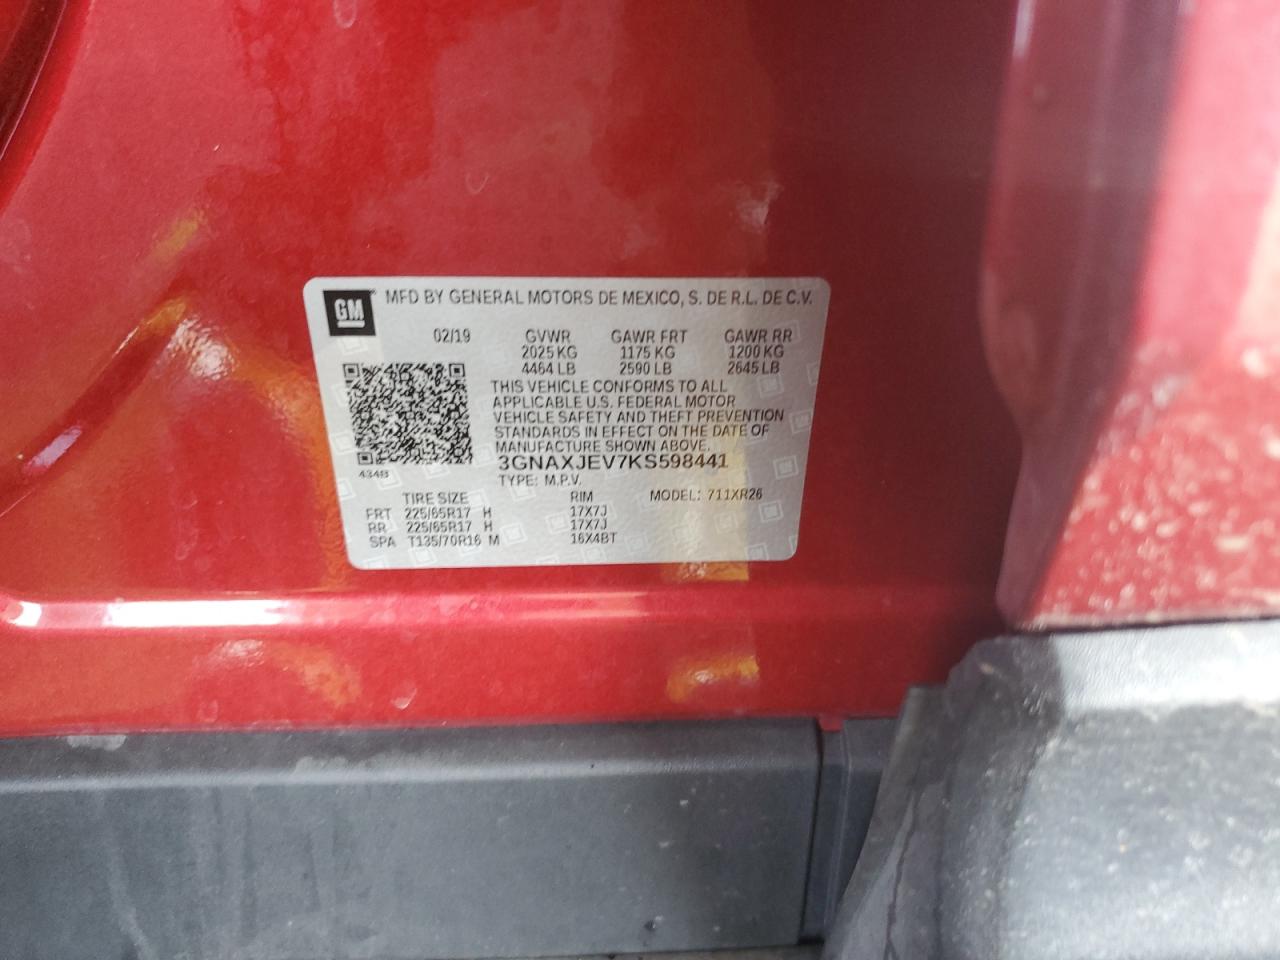 GM MFD BY GENERAL MOTORS DE MEXICO, S. DE R.L. DE C.V.
02/19 GVWR GAWR FRT GAWR RR
2025 KG 1175 KG 1200 KG
4464 LB 2590 LB 2645 LB
THIS VEHICLE CONFORMS TO ALL
APPLICABLE U.S. FEDERAL MOTOR
VEHICLE SAFETY AND THEFT PREVENTION
STANDARDS IN EFFECT ON THE DATE OF
MANUFACTURE SHOWN ABOVE.
3GNAXJEV7KS598441
434B
TYPE: M.P.V.
TIRE SIZE RIM MODEL: 711XR26
FRT 225/65R17 H 17X7J
RR 225/65R17 H 17X7J
SPA T135/70R16 M 16X4BT